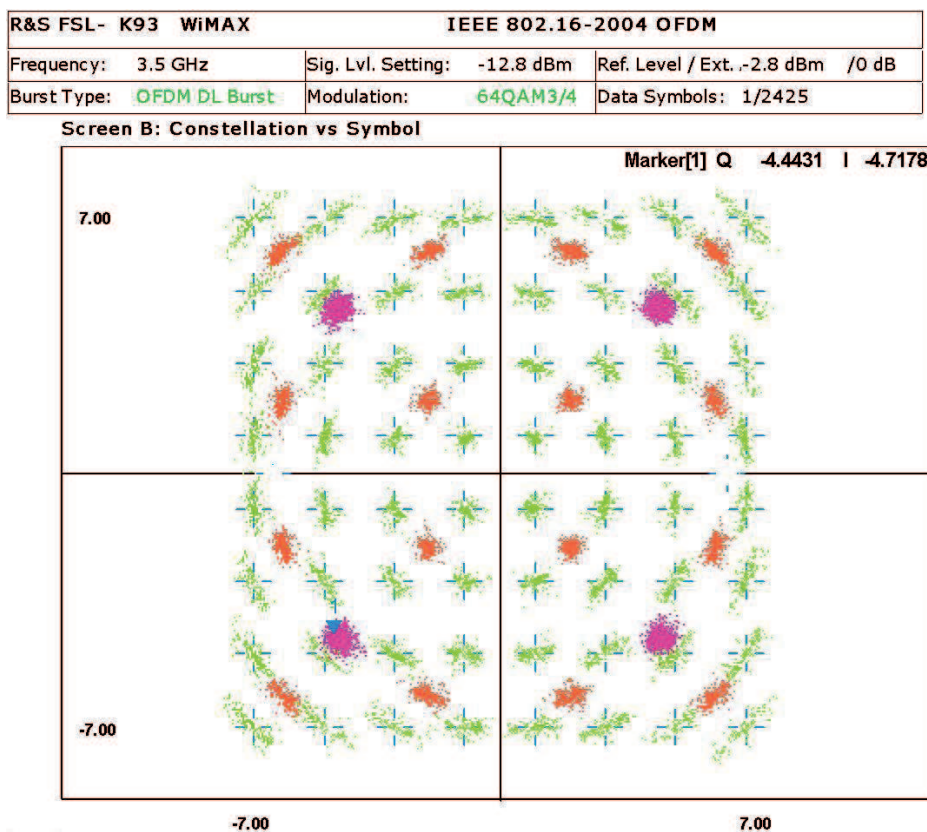 R&S FSL- K93 WiMAX IEEE 802.16-2004 OFDM
Frequency: 3.5 GHz Sig. Lvl. Setting: -12.8 dBm Ref. Level / Ext. .-2.8 dBm /0 dB
Burst Type: OFDM DL Burst Modulation: 64QAM3/4 Data Symbols: 1/2425
Screen B: Constellation vs Symbol
Marker[1] Q -4.4431 I -4.7178
7.00
-7.00
-7.00 7.00